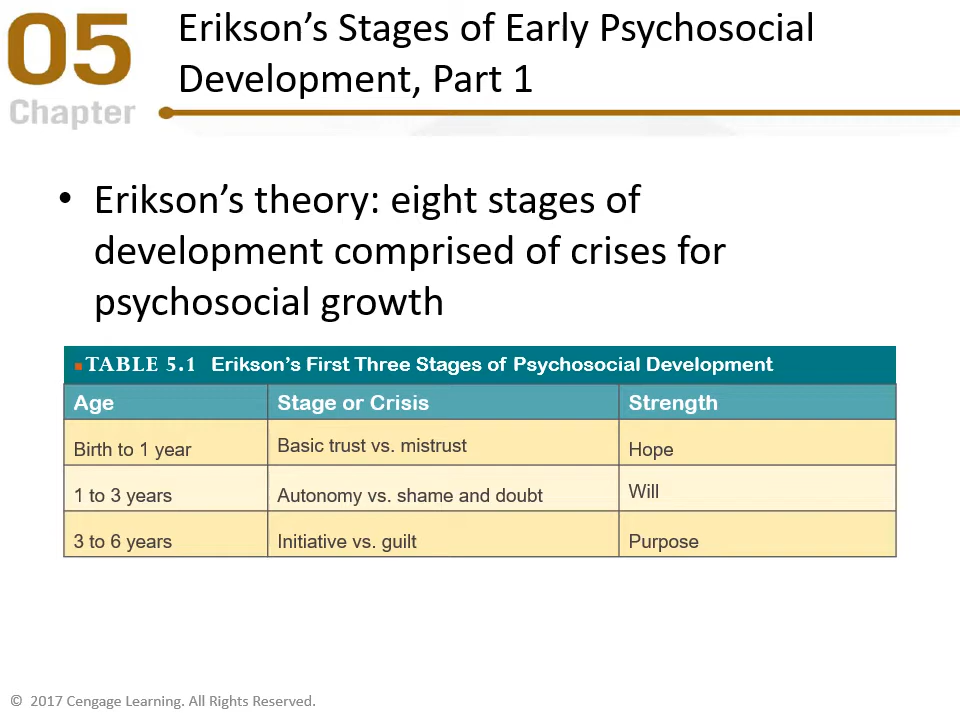 05
Chapter
Erikson’s Stages of Early Psychosocial
Development, Part 1
• Erikson’s theory: eight stages of
development comprised of crises for
psychosocial growth
TABLE 5.1 Erikson’s First Three Stages of Psychosocial Development
Age Stage or Crisis Strength
Birth to 1 year Basic trust vs. mistrust Hope
1 to 3 years Autonomy vs. shame and doubt Will
3 to 6 years Initiative vs. guilt Purpose
© 2017 Cengage Learning. All Rights Reserved.